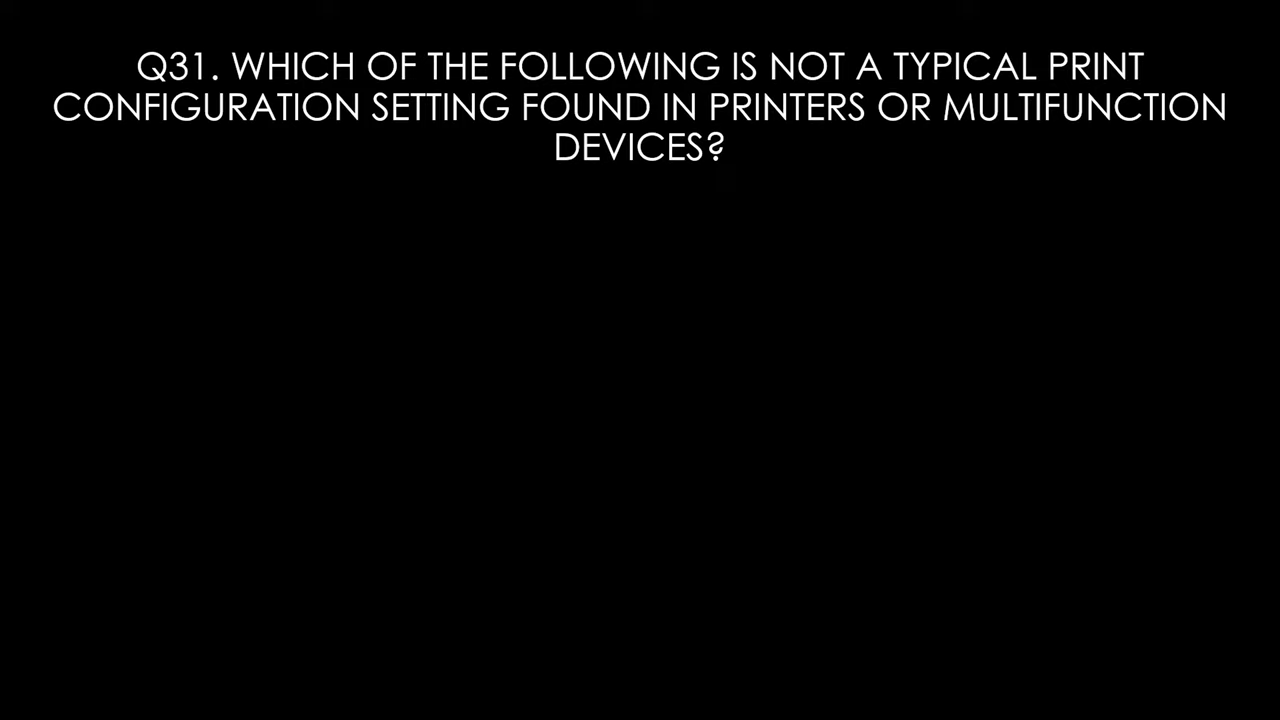 Q31. WHICH OF THE FOLLOWING IS NOT A TYPICAL PRINT
CONFIGURATION SETTING FOUND IN PRINTERS OR MULTIFUNCTION
DEVICES?